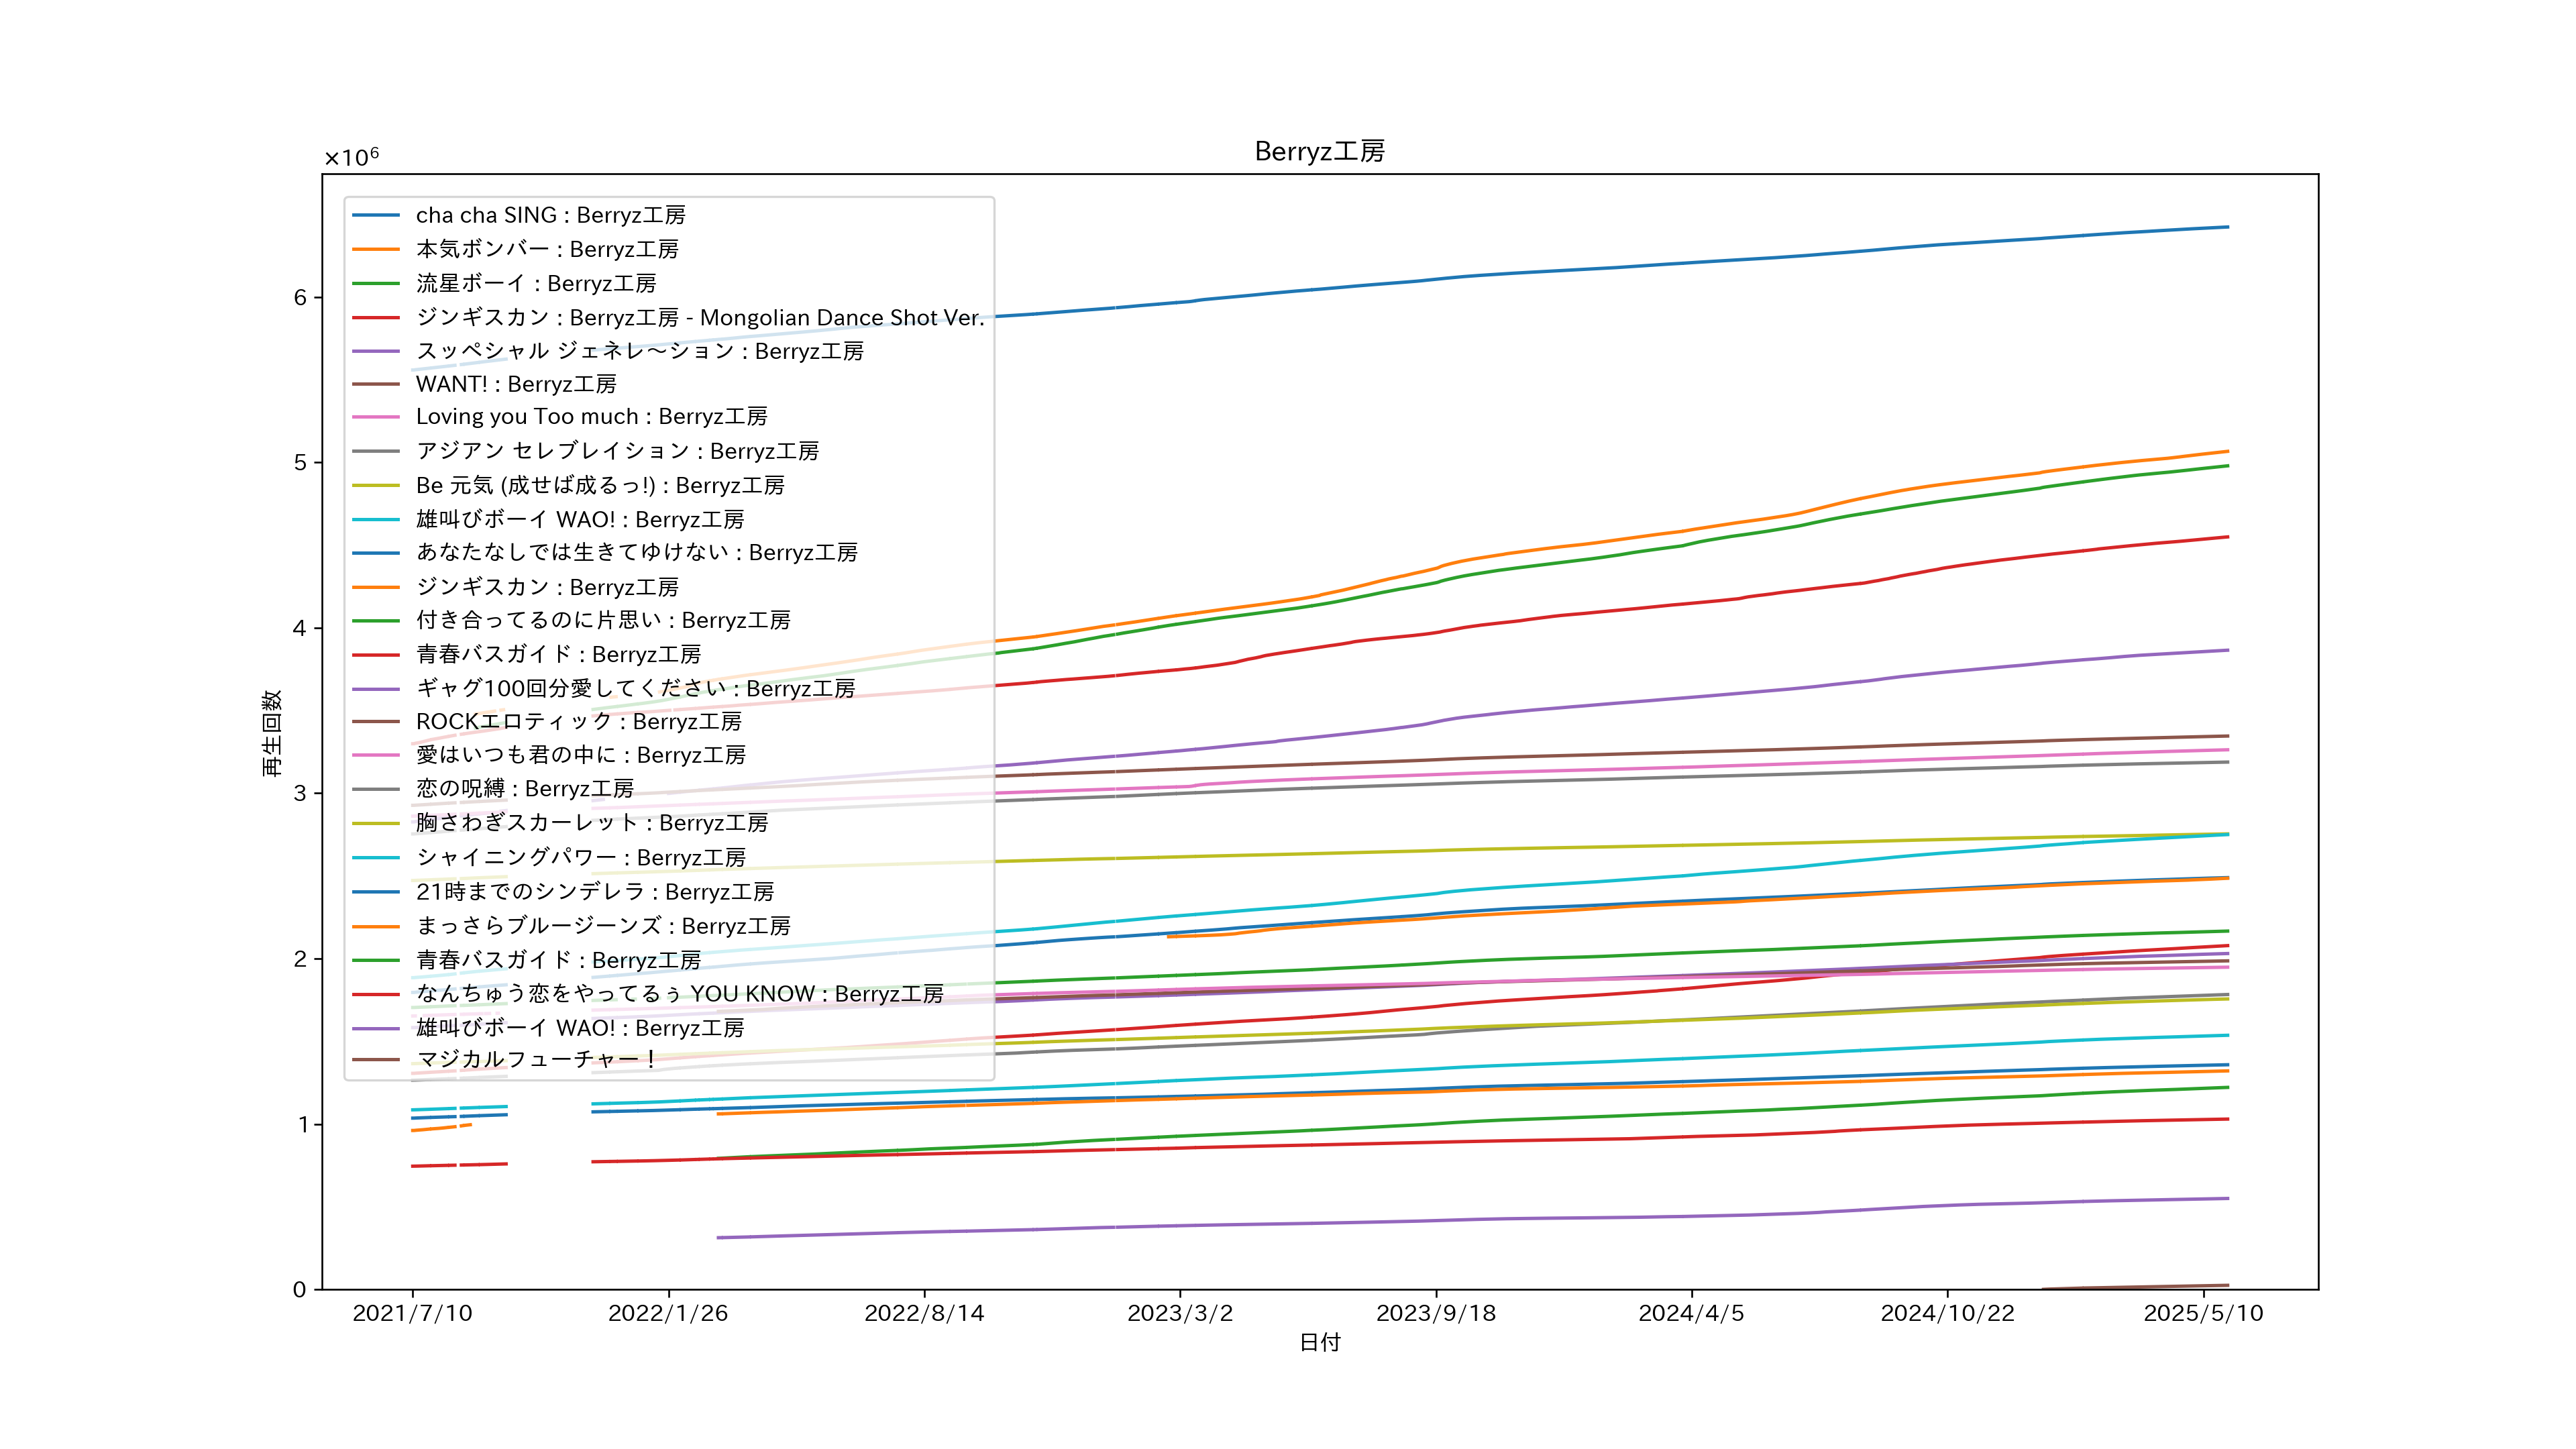 Berryz工房
×10⁶
cha cha SING : Berryz工房
本気ボンバー : Berryz工房
流星ボーイ : Berryz工房
ジンギスカン : Berryz工房 - Mongolian Dance Shot Ver.
スッペシャル ジェネレ～ション : Berryz工房
WANT! : Berryz工房
Loving you Too much : Berryz工房
アジアン セレブレイション : Berryz工房
Be 元気 (成せば成るっ!) : Berryz工房
雄叫びボーイ WAO! : Berryz工房
あなたなしでは生きてゆけない : Berryz工房
ジンギスカン : Berryz工房
付き合ってるのに片思い : Berryz工房
青春バスガイド : Berryz工房
ギャグ100回分愛してください : Berryz工房
ROCKエロティック : Berryz工房
愛はいつも君の中に : Berryz工房
恋の呪縛 : Berryz工房
胸さわぎスカーレット : Berryz工房
シャイニングパワー : Berryz工房
21時までのシンデレラ : Berryz工房
まっさらブルージーンズ : Berryz工房
青春バスガイド : Berryz工房
なんちゅう恋をやってるぅ YOU KNOW : Berryz工房
雄叫びボーイ WAO! : Berryz工房
マジカルフューチャー！
6
5
4
3
2
1
0
再生回数
2021/7/10
2022/1/26
2022/8/14
2023/3/2
2023/9/18
2024/4/5
2024/10/22
2025/5/10
日付